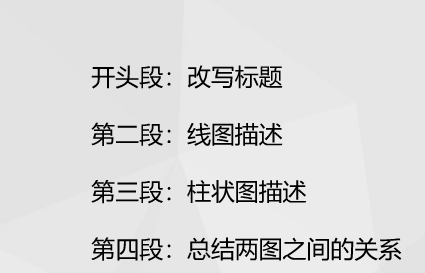 开头段：改写标题
第二段：线图描述
第三段：柱状图描述
第四段：总结两图之间的关系